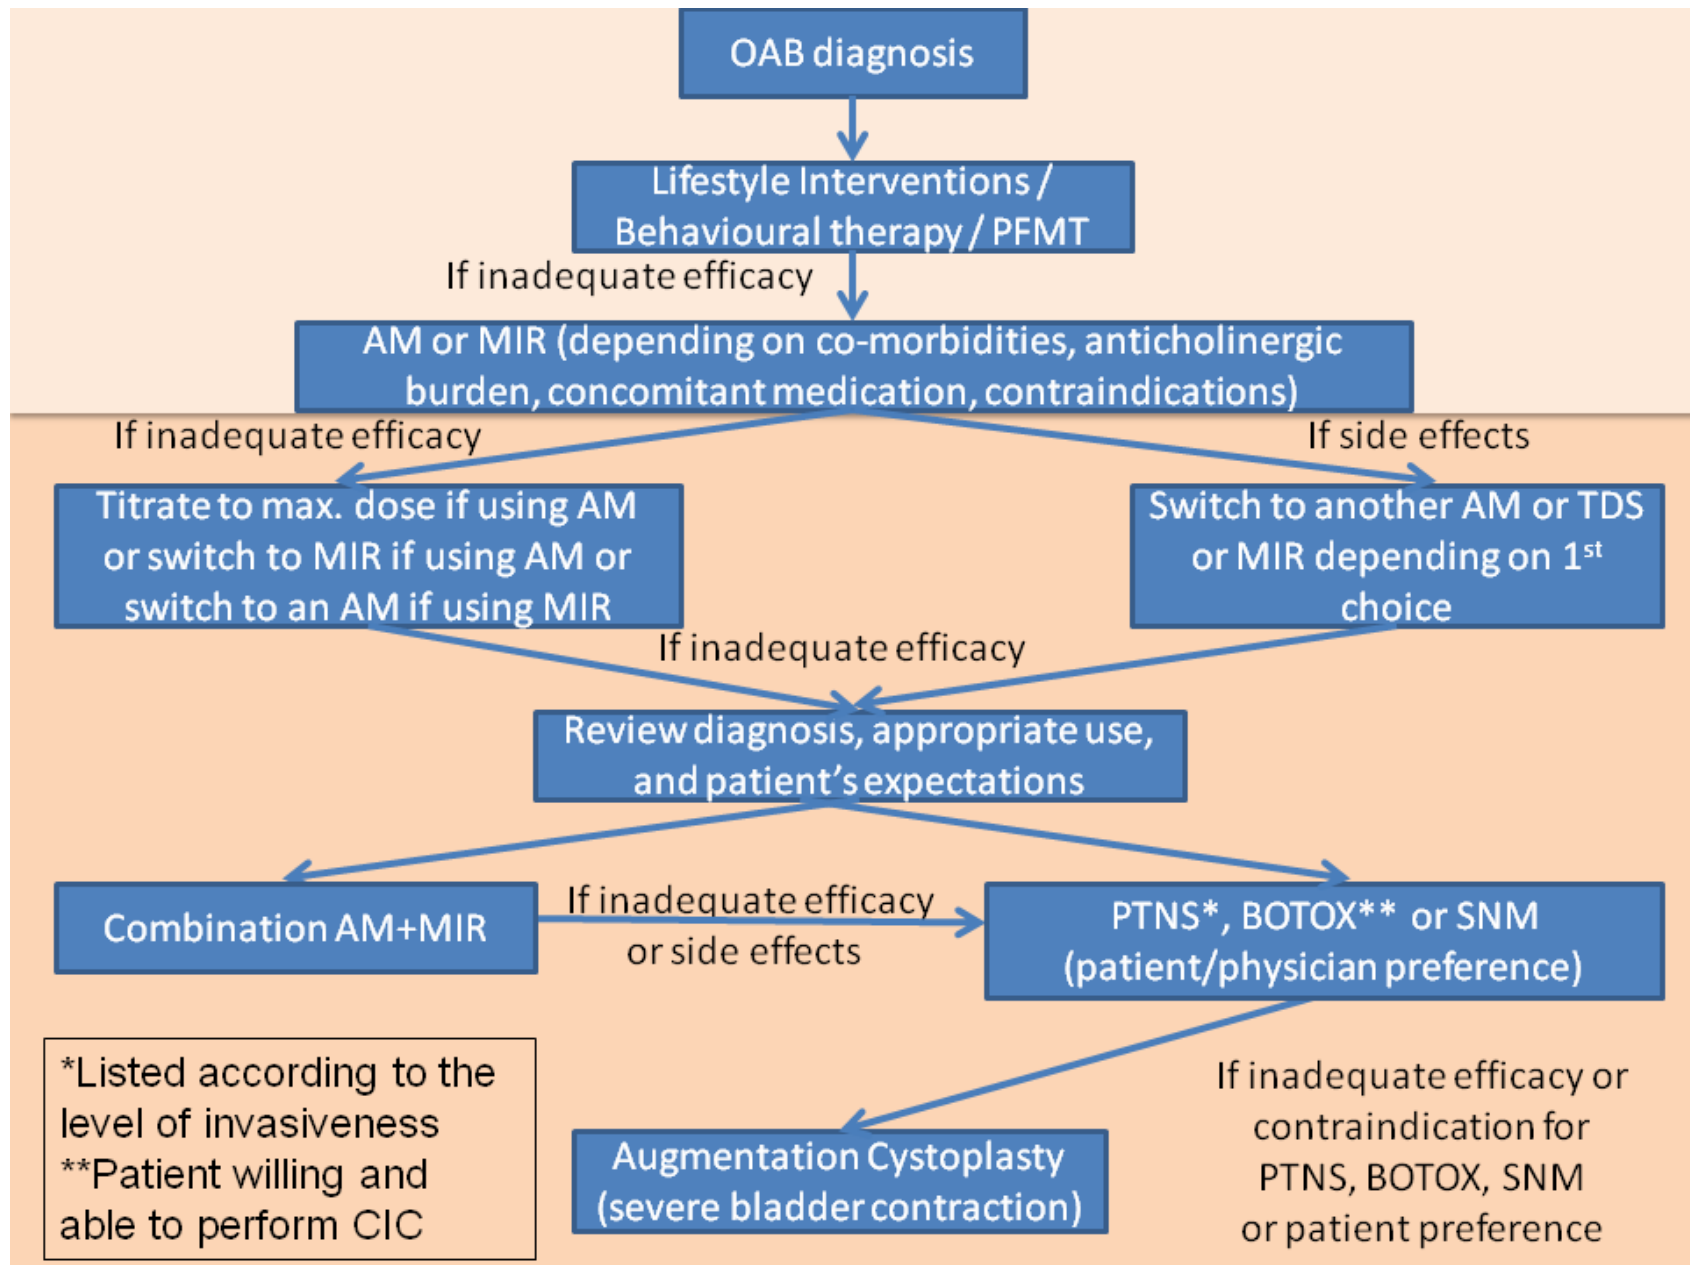 OAB diagnosis
Lifestyle Interventions /
Behavioural therapy / PFMT
If inadequate efficacy
AM or MIR (depending on co-morbidities, anticholinergic
burden, concomitant medication, contraindications)
If inadequate efficacy
If side effects
Titrate to max. dose if using AM
or switch to MIR if using AM or
switch to an AM if using MIR
Switch to another AM or TDS
or MIR depending on 1st
choice
If inadequate efficacy
Review diagnosis, appropriate use,
and patient’s expectations
Combination AM+MIR
If inadequate efficacy
or side effects
PTNS*, BOTOX** or SNM
(patient/physician preference)
*Listed according to the
level of invasiveness
**Patient willing and
able to perform CIC
Augmentation Cystoplasty
(severe bladder contraction)
If inadequate efficacy or
contraindication for
PTNS, BOTOX, SNM
or patient preference